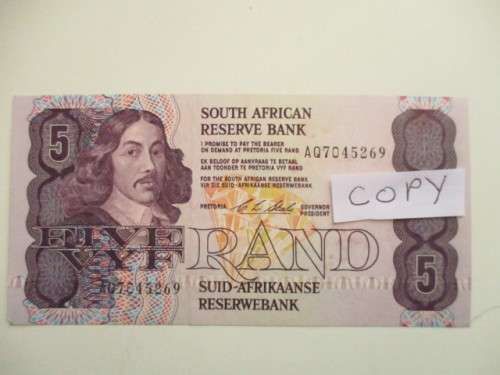 5
SOUTH AFRICAN
RESERVE BANK
I PROMISE TO PAY THE BEARER
ON DEMAND AT PRETORIA FIVE RAND
AQ7045269
EK BELOOF OP AANVRAAG TE BETAAL
AAN TOONDER TE PRETORIA VYF RAND
FOR THE SOUTH AFRICAN RESERVE BANK
VIR DIE SUID-AFRIKAANSE RESERWEBANK
COPY
PRETORIA
GOVERNOR
PRESIDENT
FIVE
VYF
RAND
5
AQ7045269
SUID-AFRIKAANSE
RESERWEBANK